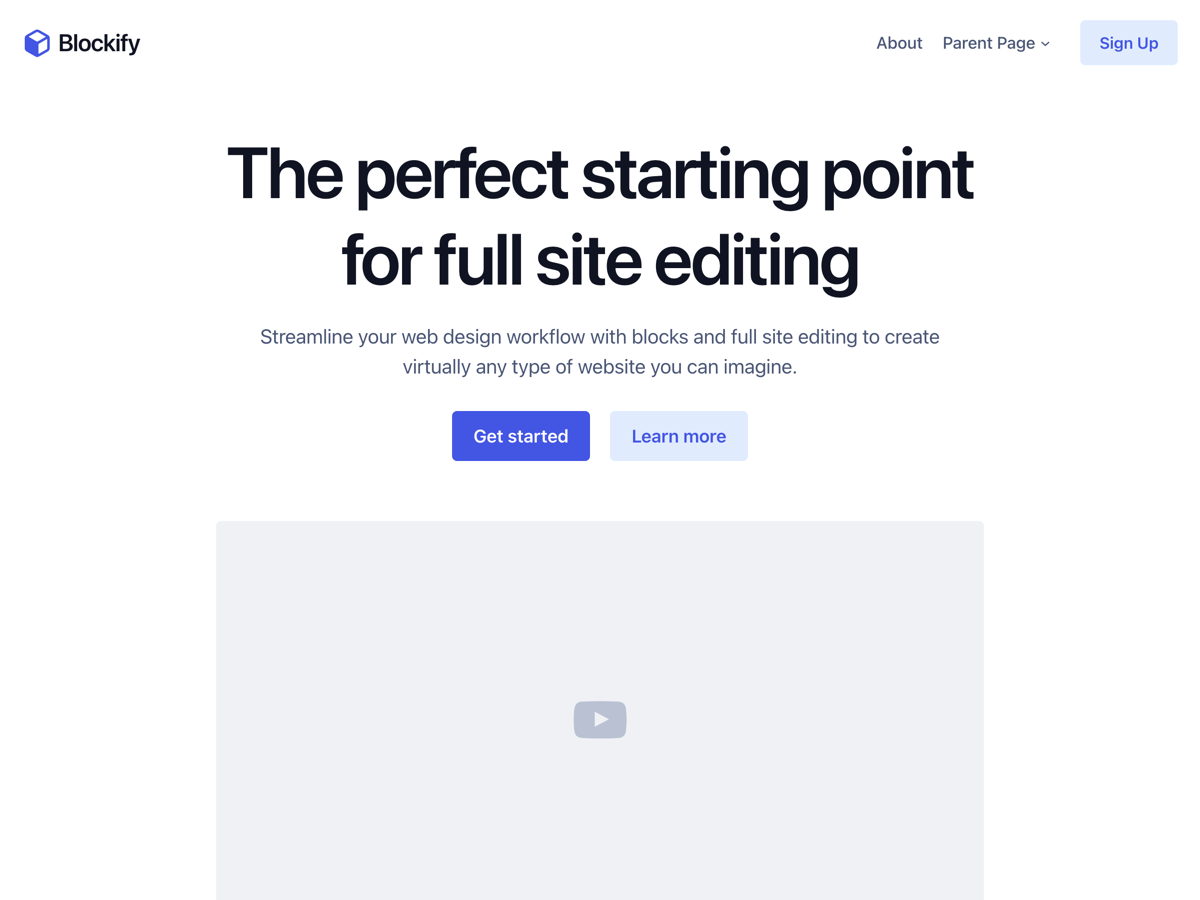 Blockify
About
Parent Page
Sign Up
The perfect starting point
for full site editing
Streamline your web design workflow with blocks and full site editing to create
virtually any type of website you can imagine.
Get started
Learn more